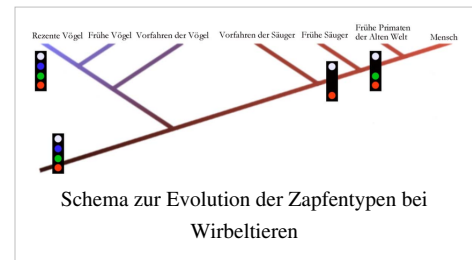 Rezente Vögel Frühe Vögel Vorfahren der Vögel Vorfahren der Säuger Frühe Säuger Frühe Primaten der Alten Welt Mensch
Schema zur Evolution der Zapfentypen bei
Wirbeltieren